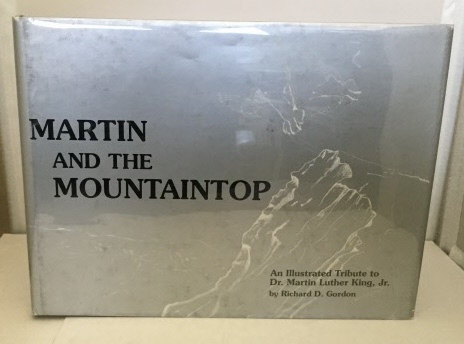 MARTIN
AND THE
MOUNTAINTOP
An Illustrated Tribute to
Dr. Martin Luther King, Jr.
by Richard D. Gordon